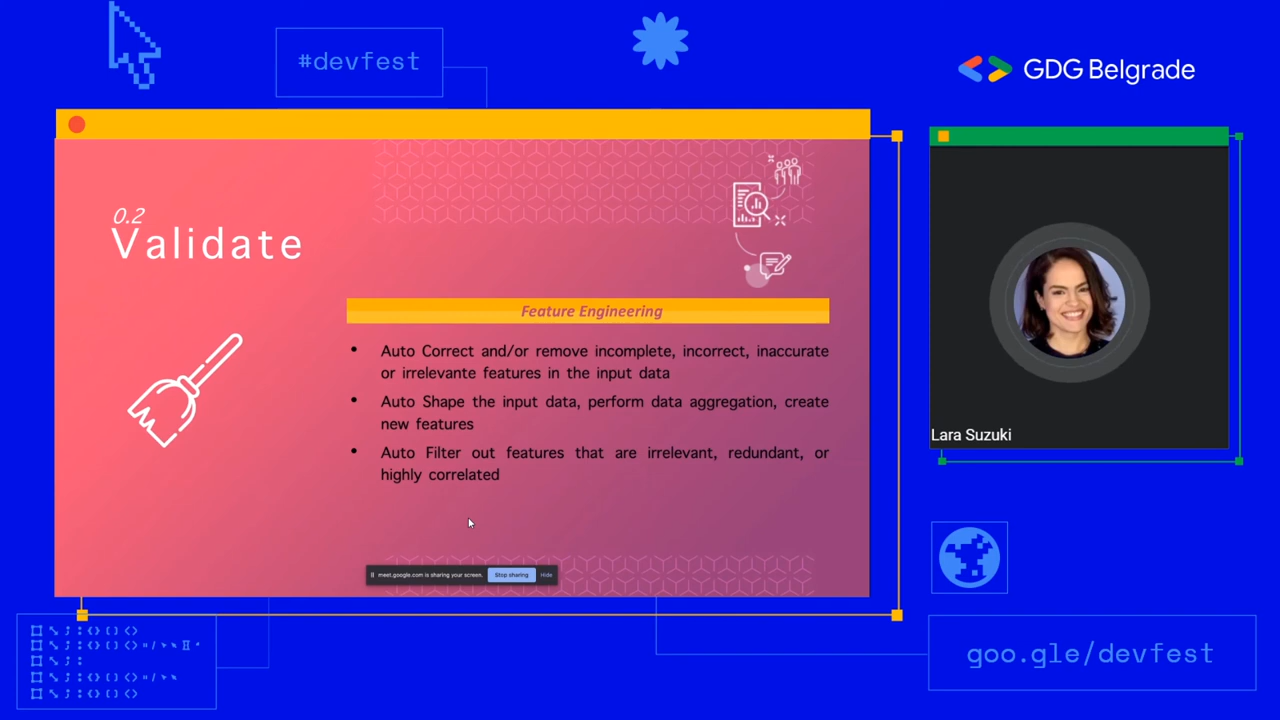 #devfest
GDG Belgrade
0.2
Validate
Feature Engineering
• Auto Correct and/or remove incomplete, incorrect, inaccurate
or irrelevante features in the input data
• Auto Shape the input data, perform data aggregation, create
new features
• Auto Filter out features that are irrelevant, redundant, or
highly correlated
meet.google.com is sharing your screen.
Stop sharing
Hide
Lara Suzuki
goo.gle/devfest